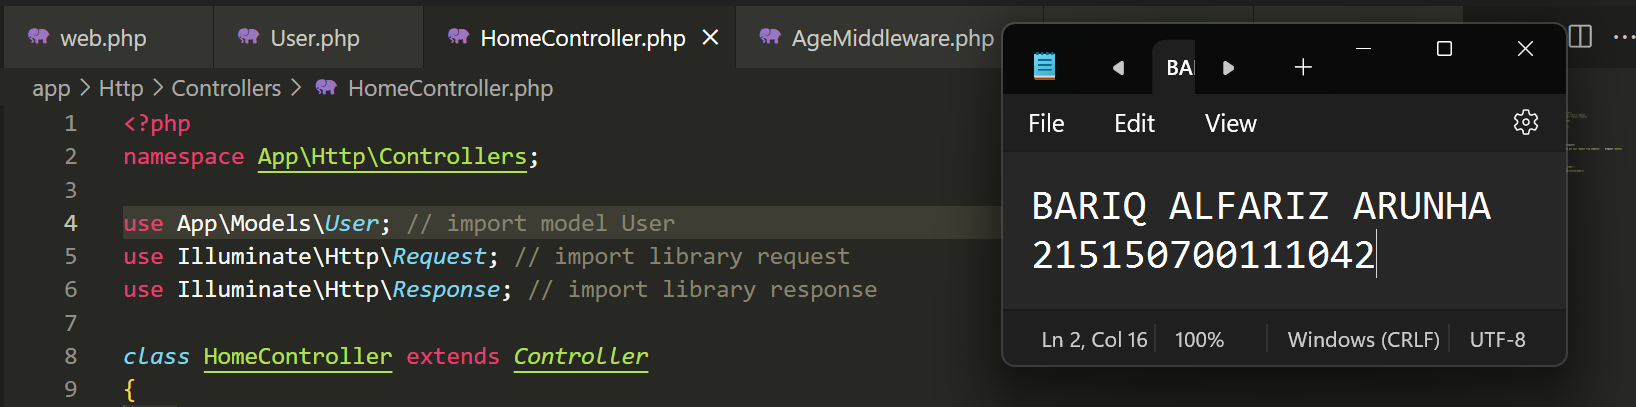 web.php
User.php
HomeController.php
AgeMiddleware.php
app > Http > Controllers > HomeController.php
1 <?php
2 namespace App\Http\Controllers;
3
4 use App\Models\User; // import model User
5 use Illuminate\Http\Request; // import library request
6 use Illuminate\Http\Response; // import library response
7
8 class HomeController extends Controller
9 {
BA
File Edit View
BARIQ ALFARIZ ARUNHA
215150700111042
Ln 2, Col 16 100% Windows (CRLF) UTF-8